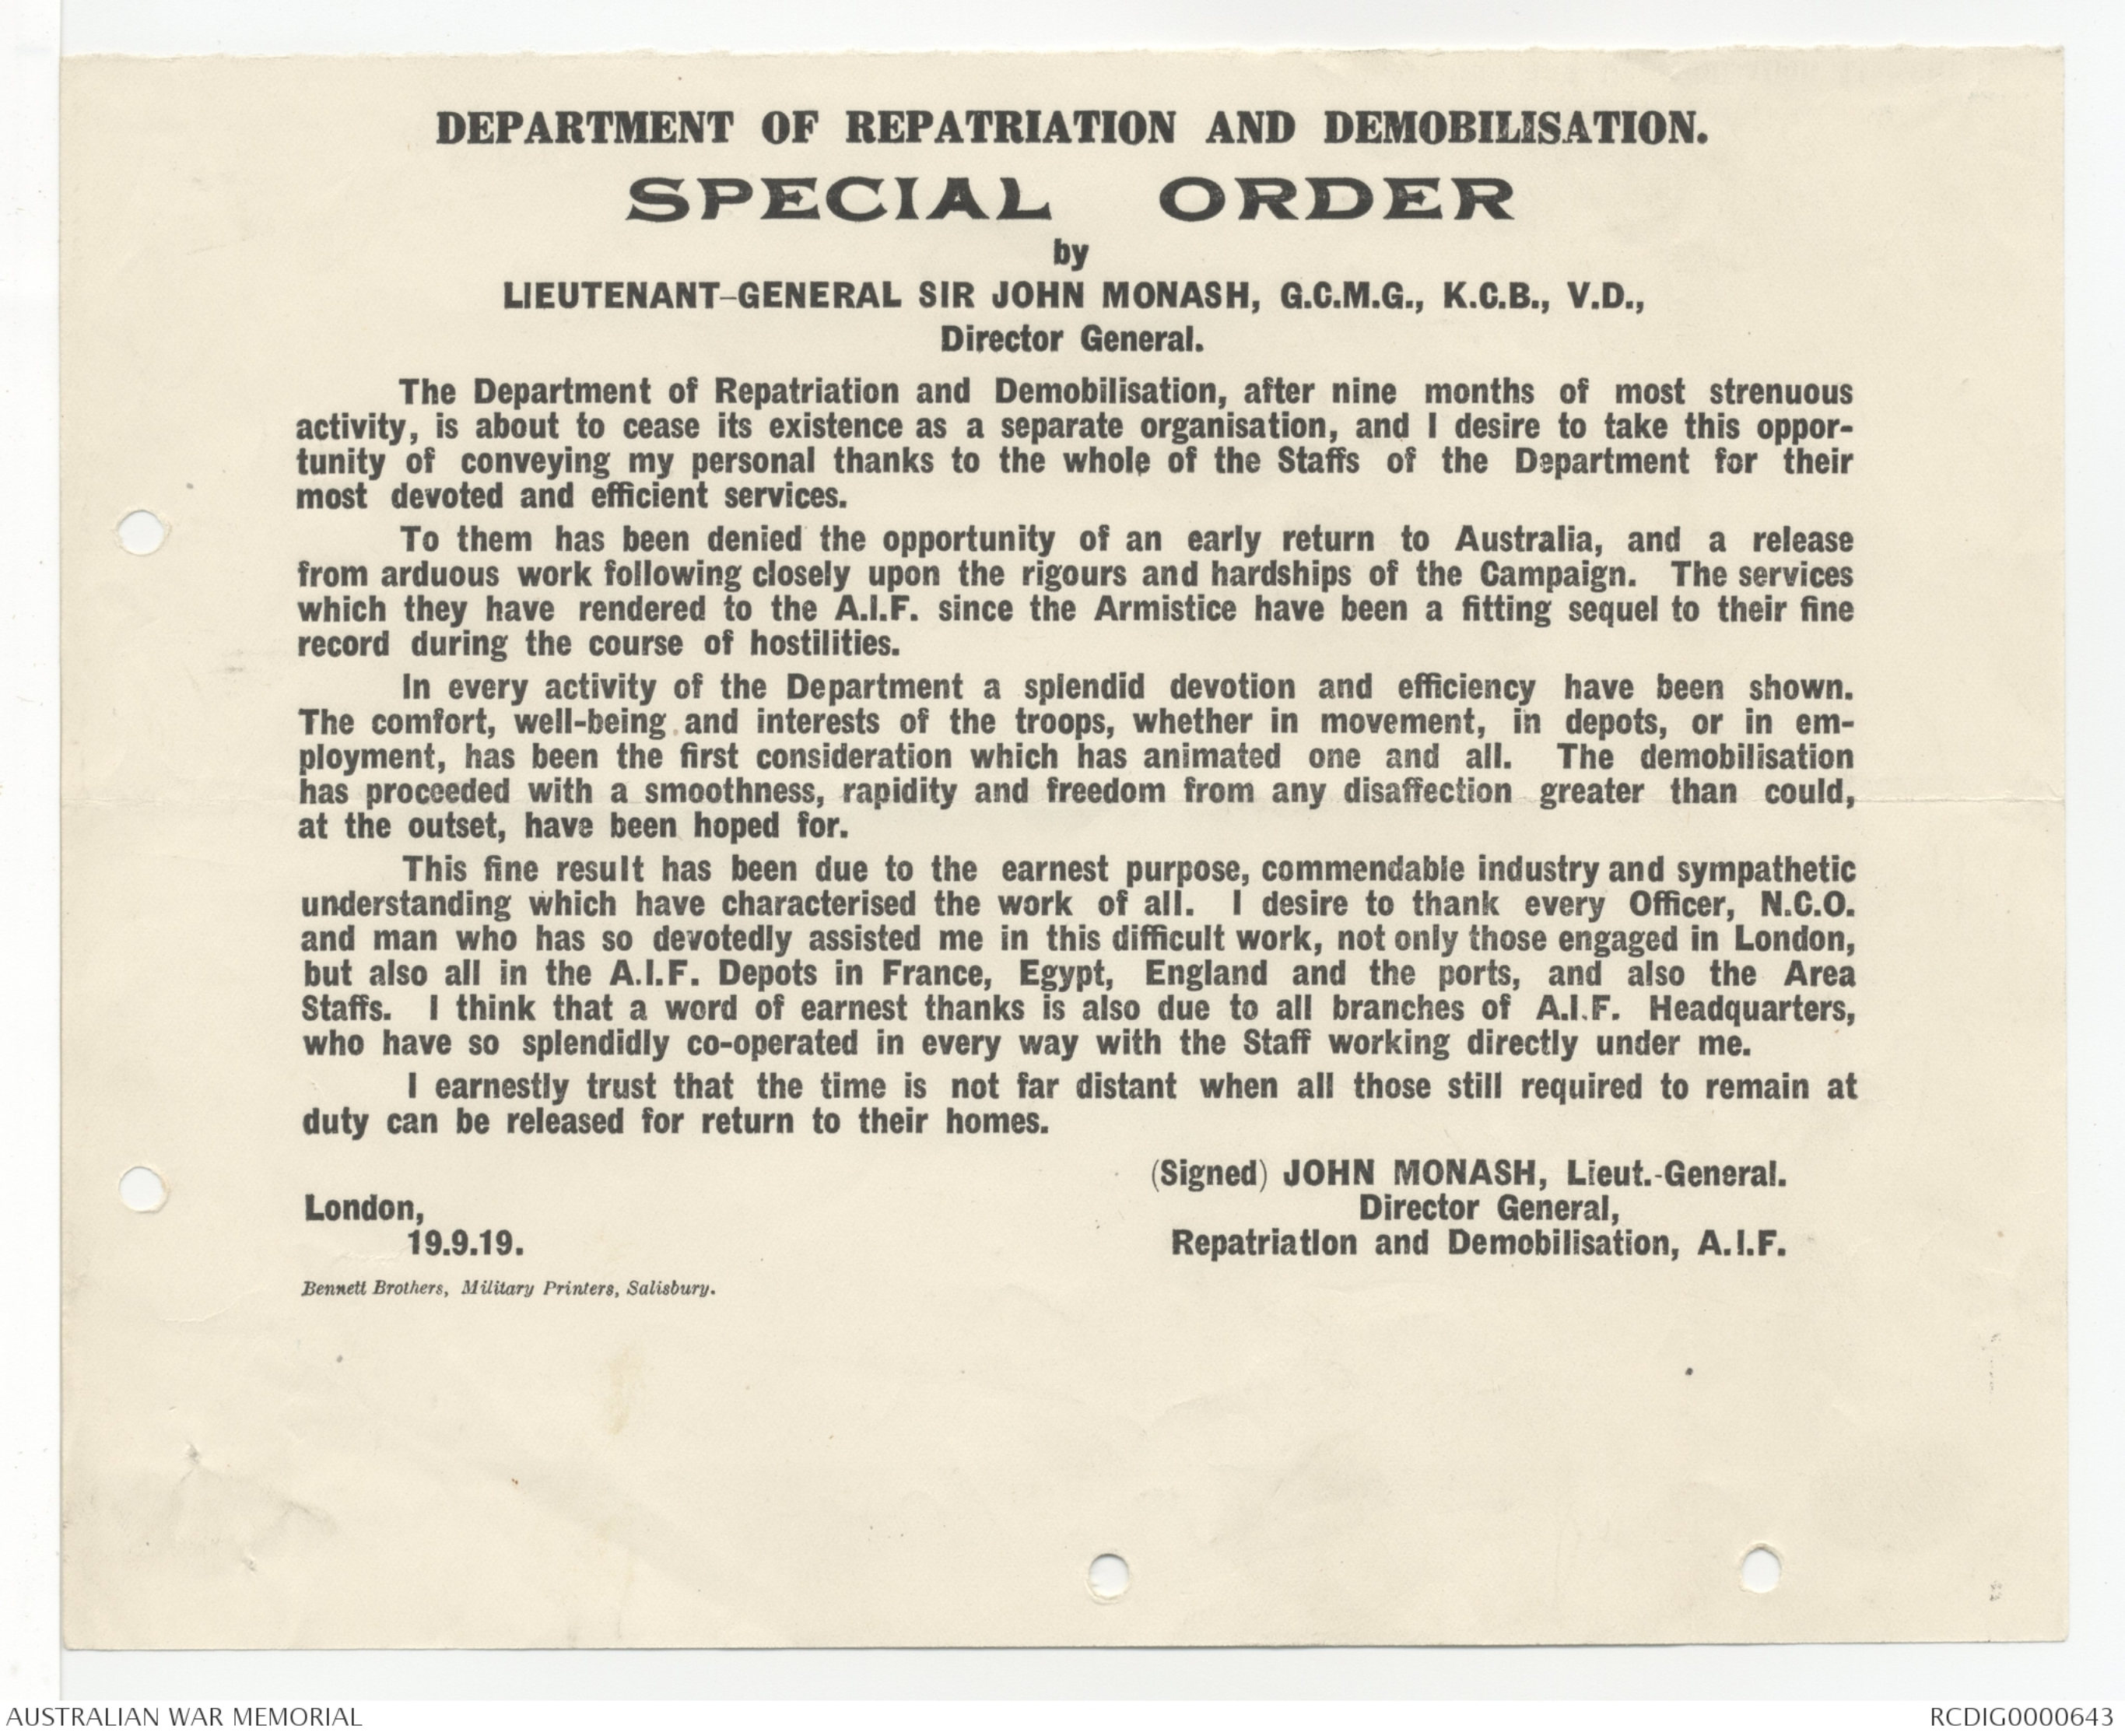 DEPARTMENT OF REPATRIATION AND DEMOBILISATION.
SPECIAL ORDER
by
LIEUTENANT-GENERAL SIR JOHN MONASH, G.C.M.G., K.C.B., V.D.,
Director General.
The Department of Repatriation and Demobilisation, after nine months of most strenuous
activity, is about to cease its existence as a separate organisation, and I desire to take this oppor-
tunity of conveying my personal thanks to the whole of the Staffs of the Department for their
most devoted and efficient services.
To them has been denied the opportunity of an early return to Australia, and a release
from arduous work following closely upon the rigours and hardships of the Campaign. The services
which they have rendered to the A.I.F. since the Armistice have been a fitting sequel to their fine
record during the course of hostilities.
In every activity of the Department a splendid devotion and efficiency have been shown.
The comfort, well-being and interests of the troops, whether in movement, in depots, or in em-
ployment, has been the first consideration which has animated one and all. The demobilisation
has proceeded with a smoothness, rapidity and freedom from any disaffection greater than could,
at the outset, have been hoped for.
This fine result has been due to the earnest purpose, commendable industry and sympathetic
understanding which have characterised the work of all. I desire to thank every Officer, N.C.O.
and man who has so devotedly assisted me in this difficult work, not only those engaged in London,
but also all in the A.I.F. Depots in France, Egypt, England and the ports, and also the Area
Staffs. I think that a word of earnest thanks is also due to all branches of A.I.F. Headquarters,
who have so splendidly co-operated in every way with the Staff working directly under me.
I earnestly trust that the time is not far distant when all those still required to remain at
duty can be released for return to their homes.
(Signed) JOHN MONASH, Lieut.-General.
London,
Director General,
19.9.19.
Repatriation and Demobilisation, A.I.F.
Bennett Brothers, Military Printers, Salisbury.
AUSTRALIAN WAR MEMORIAL
RCDIG0000643